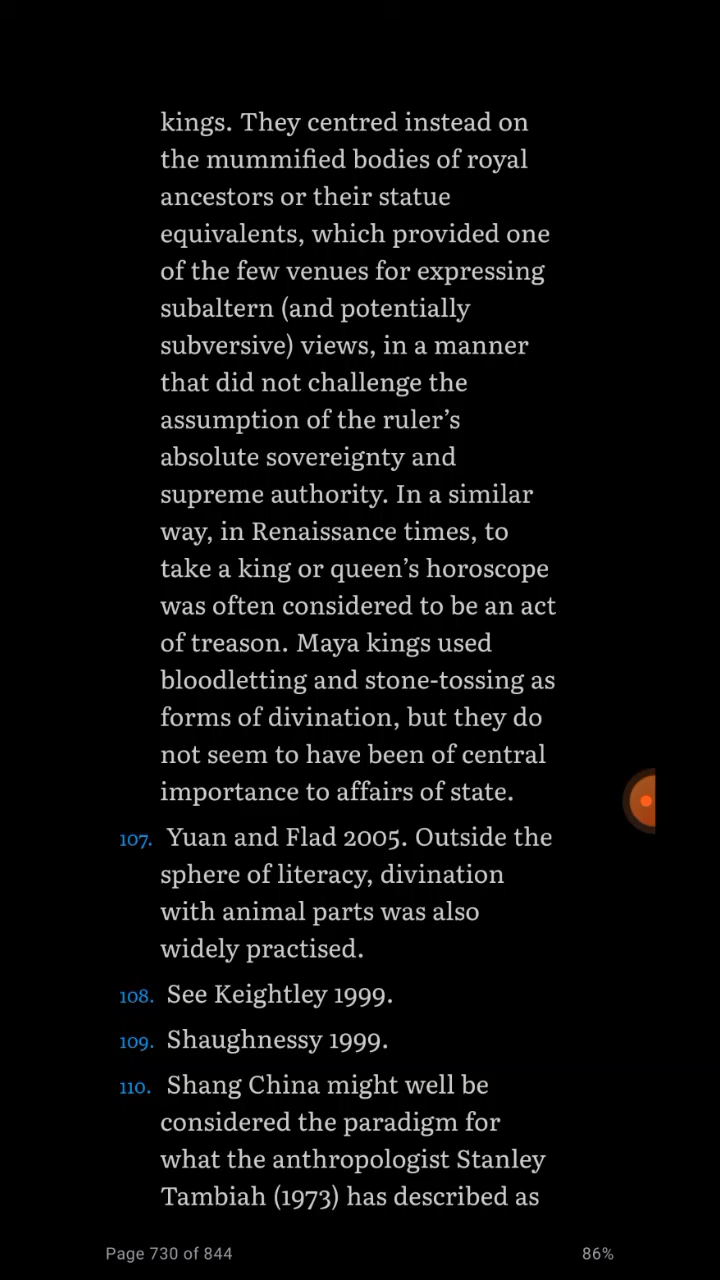 kings. They centred instead on
the mummified bodies of royal
ancestors or their statue
equivalents, which provided one
of the few venues for expressing
subaltern (and potentially
subversive) views, in a manner
that did not challenge the
assumption of the ruler’s
absolute sovereignty and
supreme authority. In a similar
way, in Renaissance times, to
take a king or queen’s horoscope
was often considered to be an act
of treason. Maya kings used
bloodletting and stone-tossing as
forms of divination, but they do
not seem to have been of central
importance to affairs of state.
107. Yuan and Flad 2005. Outside the
sphere of literacy, divination
with animal parts was also
widely practised.
108. See Keightley 1999.
109. Shaughnessy 1999.
110. Shang China might well be
considered the paradigm for
what the anthropologist Stanley
Tambiah (1973) has described as
Page 730 of 844 86%